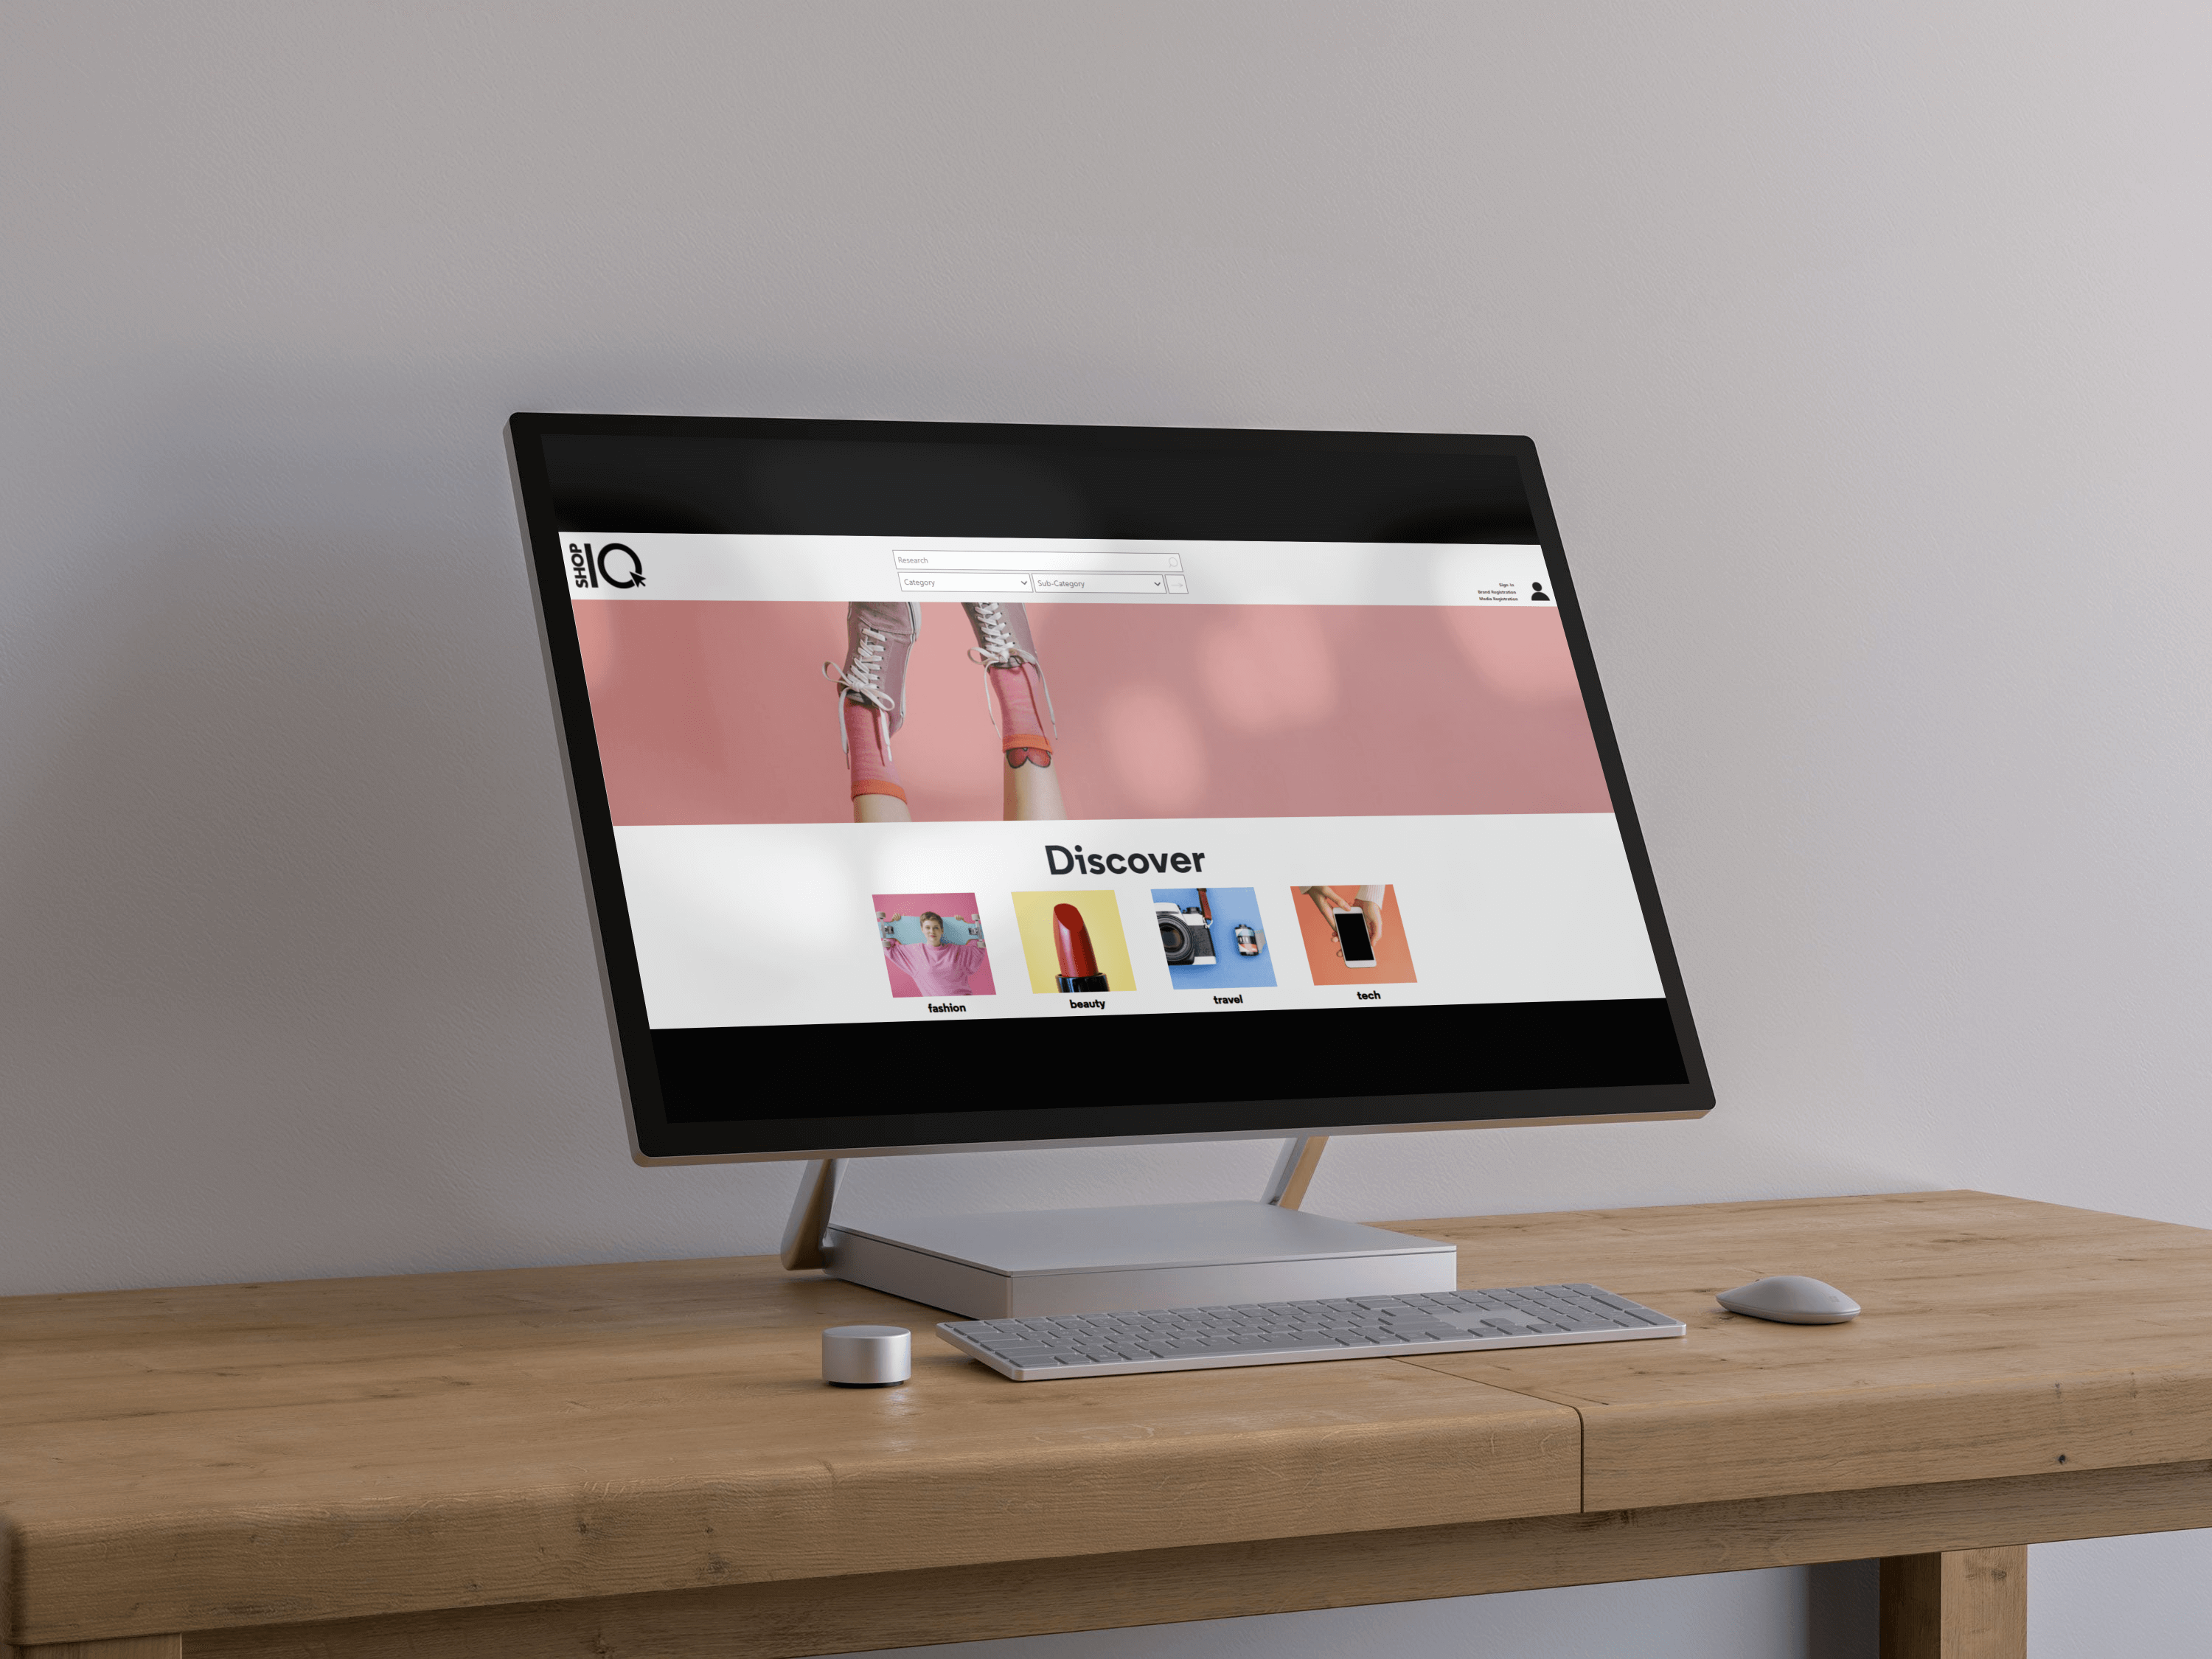 SHOP
IQ
Research
Category
Sub-Category
Sign In
Brand Registration
Media Registration
Discover
fashion
beauty
travel
tech